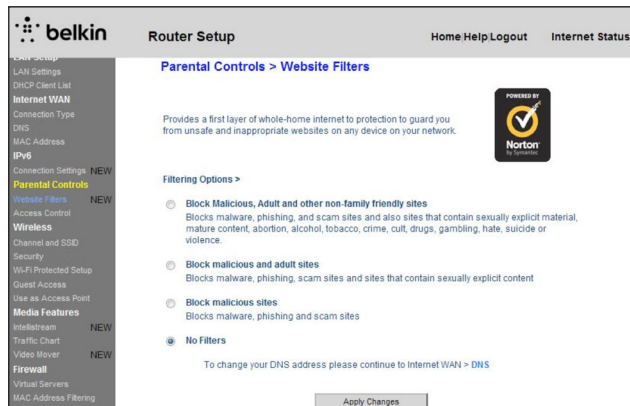 belkin
Router Setup
Home|Help|Logout
Internet Status
LAN Setup
LAN Settings
DHCP Client List
Internet WAN
Connection Type
DNS
MAC Address
IPv6
Connection Settings NEW
Parental Controls
Website Filters NEW
Access Control
Wireless
Channel and SSID
Security
Wi-Fi Protected Setup
Guest Access
Use as Access Point
Media Features
Intellistream NEW
Traffic Chart
Video Mover NEW
Firewall
Virtual Servers
MAC Address Filtering
Parental Controls > Website Filters
Provides a first layer of whole-home internet to protection to guard you
from unsafe and inappropriate websites on any device on your network.
POWERED BY
Norton
by Symantec
Filtering Options >
Block Malicious, Adult and other non-family friendly sites
Blocks malware, phishing, and scam sites and also sites that contain sexually explicit material,
mature content, abortion, alcohol, tobacco, crime, cult, drugs, gambling, hate, suicide or
violence.
Block malicious and adult sites
Blocks malware, phishing, scam sites and sites that contain sexually explicit content
Block malicious sites
Blocks malware, phishing and scam sites
No Filters
To change your DNS address please continue to Internet WAN > DNS
Apply Changes